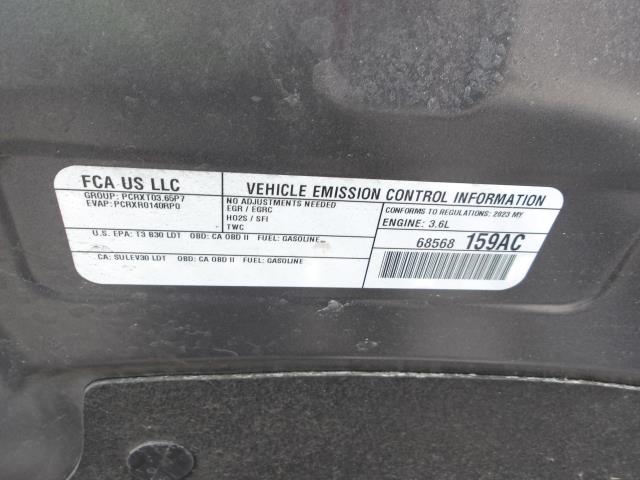 FCA US LLC
GROUP: PCRXT03.65P7
EVAP: PCRXR0140RP0
VEHICLE EMISSION CONTROL INFORMATION
NO ADJUSTMENTS NEEDED
EGR / EGRC
HO2S / SFI
TWC
CONFORMS TO REGULATIONS: 2023 MY
ENGINE: 3.6L
U.S. EPA: T3 B30 LDT OBD: CA OBD II FUEL: GASOLINE
CA: SULEV30 LDT OBD: CA OBD II FUEL: GASOLINE
68568 159AC